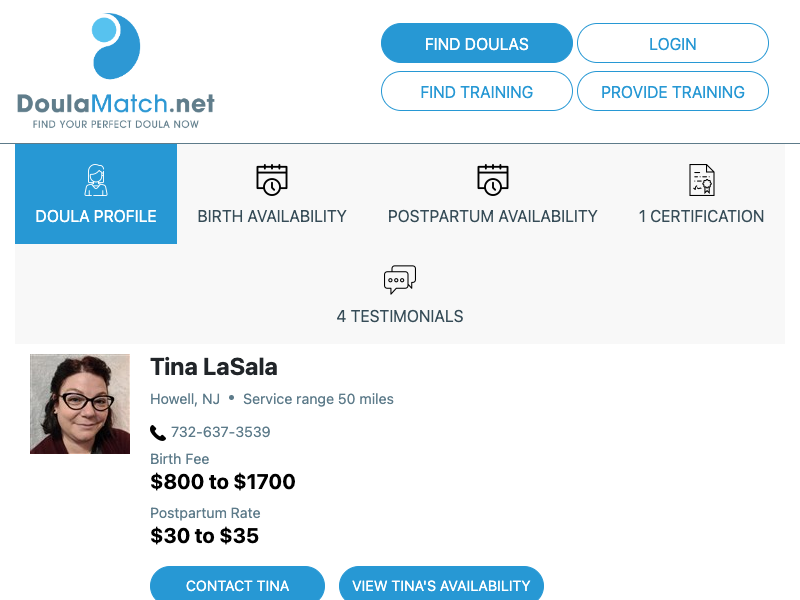 DoulaMatch.net
FIND YOUR PERFECT DOULA NOW
FIND DOULAS
LOGIN
FIND TRAINING
PROVIDE TRAINING
DOULA PROFILE
BIRTH AVAILABILITY
POSTPARTUM AVAILABILITY
1 CERTIFICATION
4 TESTIMONIALS
Tina LaSala
Howell, NJ • Service range 50 miles
732-637-3539
Birth Fee
$800 to $1700
Postpartum Rate
$30 to $35
CONTACT TINA
VIEW TINA'S AVAILABILITY